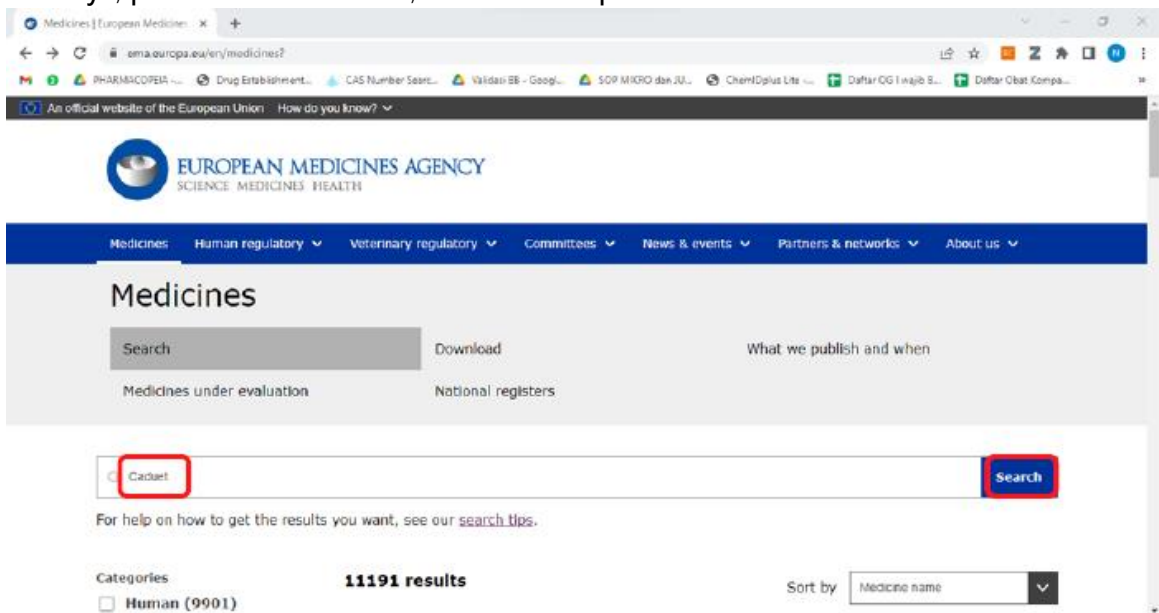 Medicines | European Medicines
ema.europa.eu/en/medicines?
PHARMACOPEIA -... Drug Establishment... CAS Number Searc... Validasi BB - Googl... SOP MIKRO dan JU... ChemIDplus Lite -... Daftar OG I wajib B... Daftar Obat Kompa...
An official website of the European Union How do you know?
EUROPEAN MEDICINES AGENCY
SCIENCE MEDICINES HEALTH
Medicines Human regulatory Veterinary regulatory Committees News & events Partners & networks About us
Medicines
Search Download What we publish and when
Medicines under evaluation National registers
Caduet Search
For help on how to get the results you want, see our search tips.
Categories 11191 results Sort by Medicine name
Human (9901)